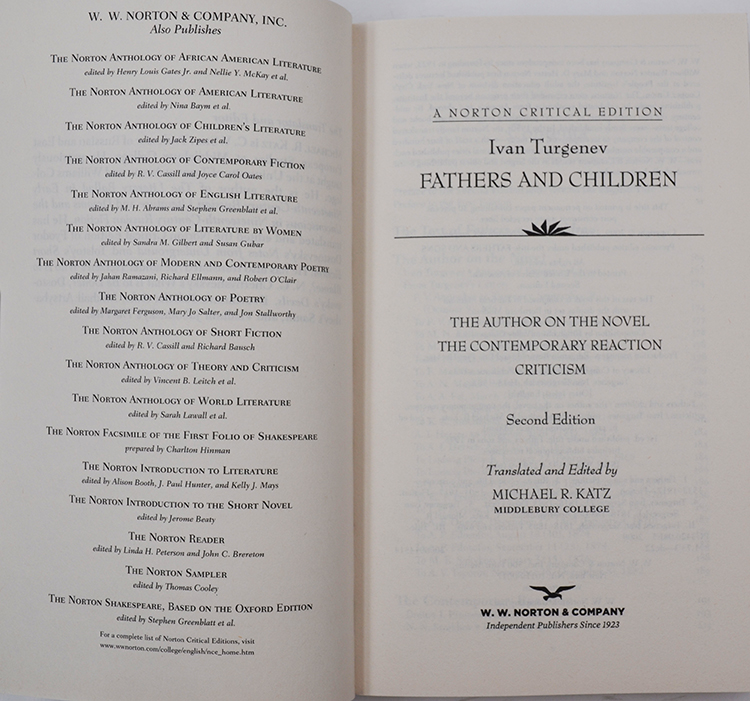 W. W. NORTON & COMPANY, INC.
Also Publishes
THE NORTON ANTHOLOGY OF AFRICAN AMERICAN LITERATURE
edited by Henry Louis Gates Jr. and Nellie Y. McKay et al.
THE NORTON ANTHOLOGY OF AMERICAN LITERATURE
edited by Nina Baym et al.
THE NORTON ANTHOLOGY OF CHILDREN'S LITERATURE
edited by Jack Zipes et al.
THE NORTON ANTHOLOGY OF CONTEMPORARY FICTION
edited by R. V. Cassill and Joyce Carol Oates
THE NORTON ANTHOLOGY OF ENGLISH LITERATURE
edited by M. H. Abrams and Stephen Greenblatt et al.
THE NORTON ANTHOLOGY OF LITERATURE BY WOMEN
edited by Sandra M. Gilbert and Susan Gubar
THE NORTON ANTHOLOGY OF MODERN AND CONTEMPORARY POETRY
edited by Jahan Ramazani, Richard Ellmann, and Robert O'Clair
THE NORTON ANTHOLOGY OF POETRY
edited by Margaret Ferguson, Mary Jo Salter, and Jon Stallworthy
THE NORTON ANTHOLOGY OF SHORT FICTION
edited by R. V. Cassill and Richard Bausch
THE NORTON ANTHOLOGY OF THEORY AND CRITICISM
edited by Vincent B. Leitch et al.
THE NORTON ANTHOLOGY OF WORLD LITERATURE
edited by Sarah Lawall et al.
THE NORTON FACSIMILE OF THE FIRST FOLIO OF SHAKESPEARE
prepared by Charlton Hinman
THE NORTON INTRODUCTION TO LITERATURE
edited by Alison Booth, J. Paul Hunter, and Kelly J. Mays
THE NORTON INTRODUCTION TO THE SHORT NOVEL
edited by Jerome Beaty
THE NORTON READER
edited by Linda H. Peterson and John C. Brereton
THE NORTON SAMPLER
edited by Thomas Cooley
THE NORTON SHAKESPEARE, BASED ON THE OXFORD EDITION
edited by Stephen Greenblatt et al.
For a complete list of Norton Critical Editions, visit
www.wwnorton.com/college/english/nce_home.htm
A NORTON CRITICAL EDITION
Ivan Turgenev
FATHERS AND CHILDREN
THE AUTHOR ON THE NOVEL
THE CONTEMPORARY REACTION
CRITICISM
Second Edition
Translated and Edited by
MICHAEL R. KATZ
MIDDLEBURY COLLEGE
W. W. NORTON & COMPANY
Independent Publishers Since 1923